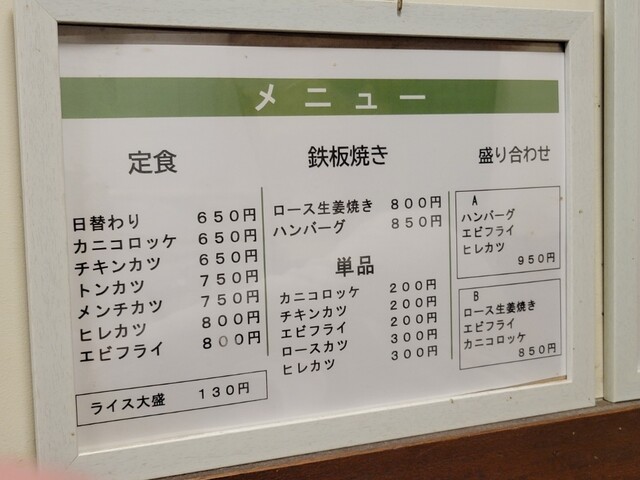 メニュー
定食
日替わり 650円
カニコロッケ 650円
チキンカツ 650円
トンカツ 750円
メンチカツ 750円
ヒレカツ 800円
エビフライ 800円
ライス大盛 130円
鉄板焼き
ロース生姜焼き 800円
ハンバーグ 850円
単品
カニコロッケ 200円
チキンカツ 200円
エビフライ 200円
ロースカツ 300円
ヒレカツ 300円
盛り合わせ
A
ハンバーグ
エビフライ
ヒレカツ
950円
B
ロース生姜焼き
エビフライ
カニコロッケ
850円